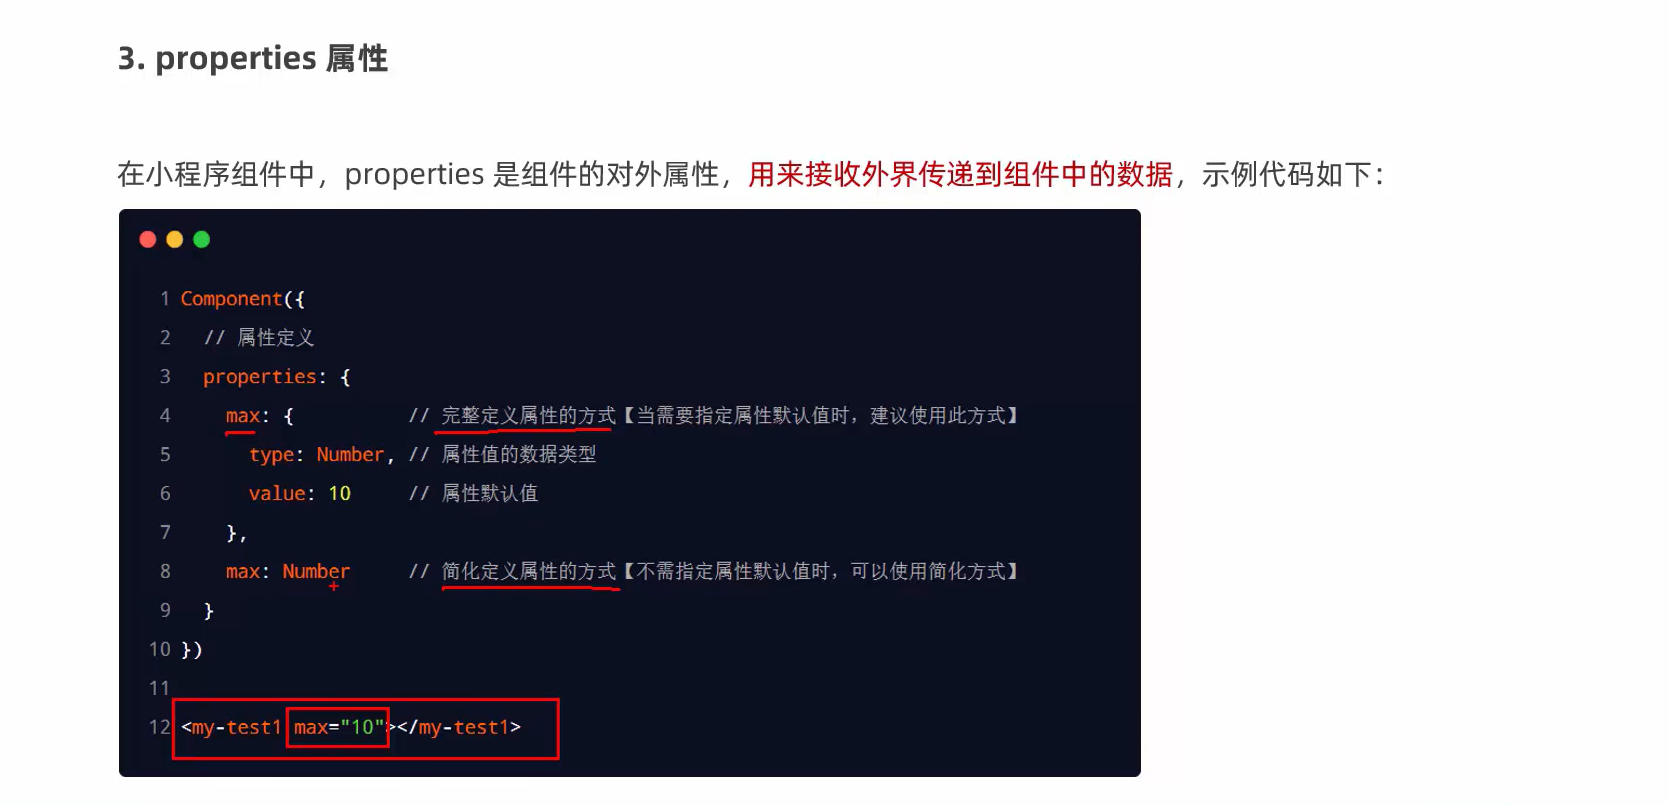 3. properties 属性
在小程序组件中，properties 是组件的对外属性，用来接收外界传递到组件中的数据，示例代码如下：
1 Component({
2 // 属性定义
3 properties: {
4 max: { // 完整定义属性的方式【当需要指定属性默认值时，建议使用此方式】
5 type: Number, // 属性值的数据类型
6 value: 10 // 属性默认值
7 },
8 max: Number // 简化定义属性的方式【不需指定属性默认值时，可以使用简化方式】
9 }
10 })
11
12 <my-test1 max="10"></my-test1>